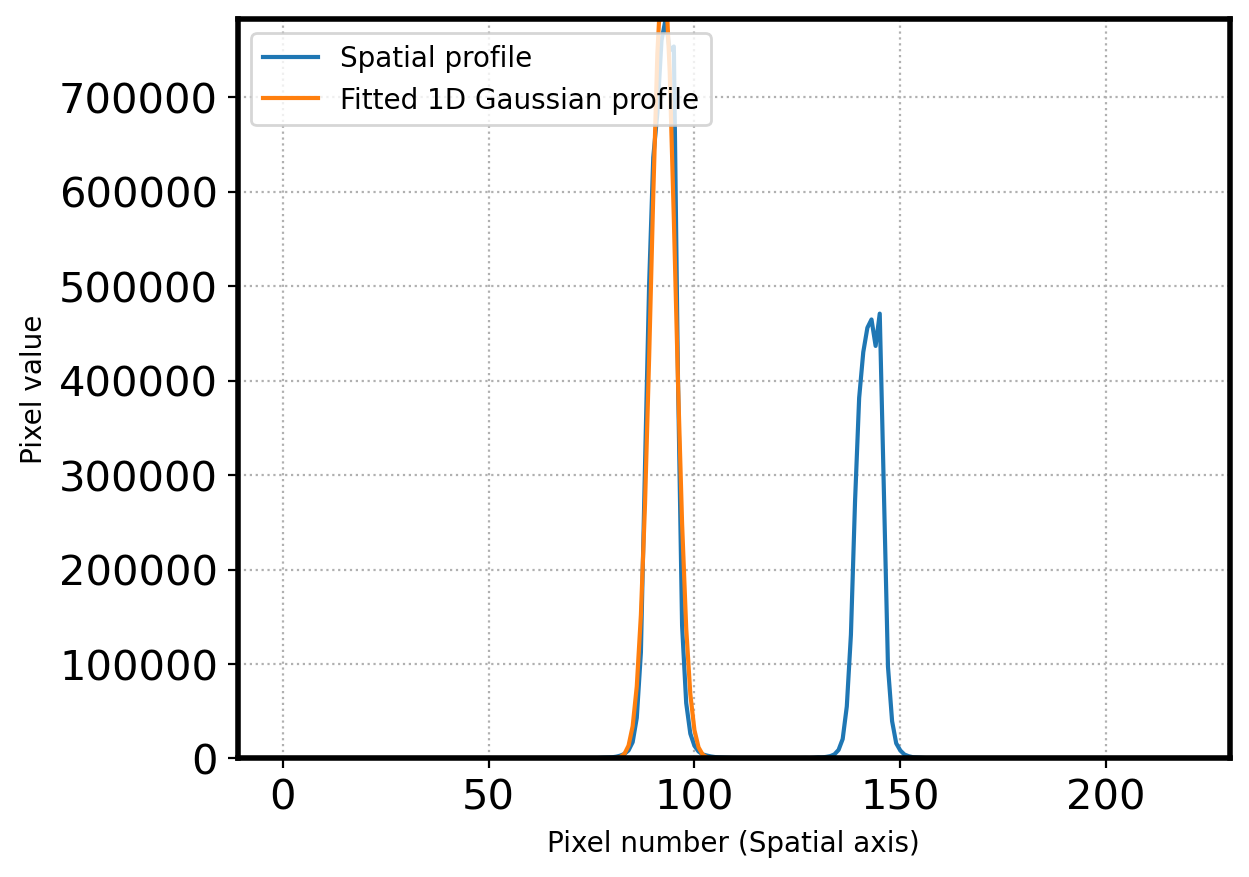 Spatial profile
Fitted 1D Gaussian profile
700000
600000
500000
400000
300000
200000
100000
0
Pixel value
0 50 100 150 200
Pixel number (Spatial axis)